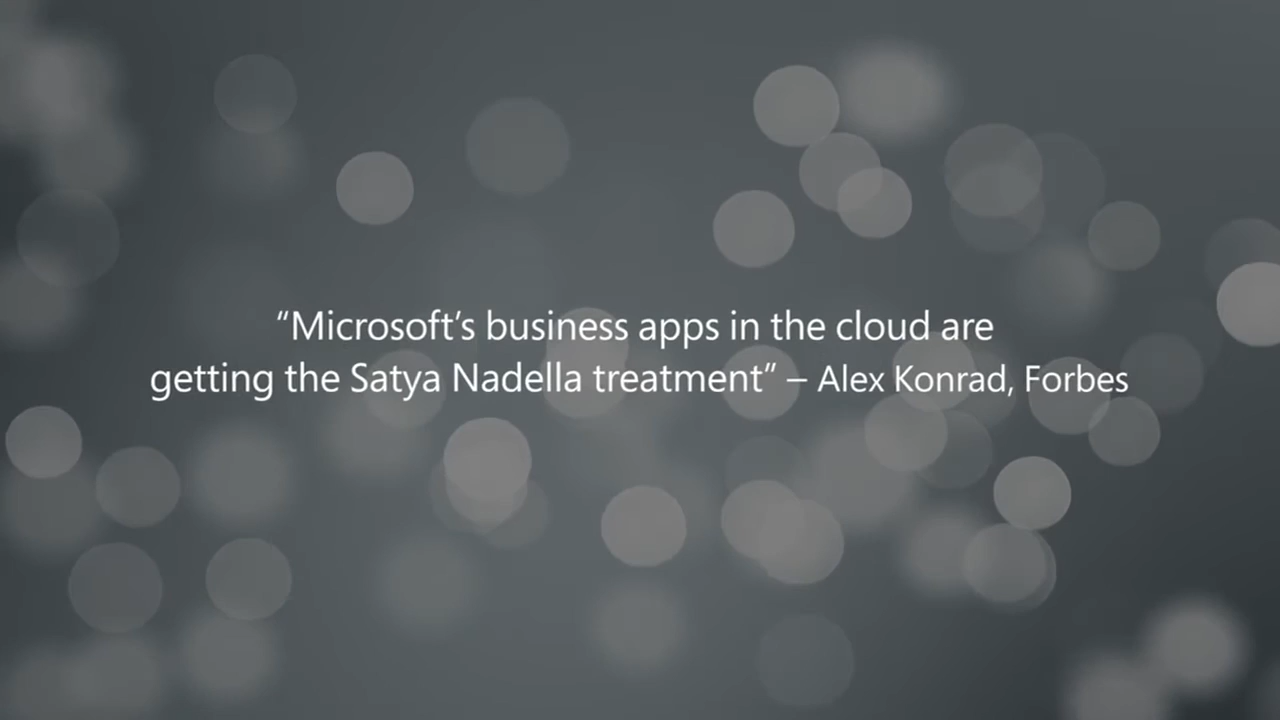 “Microsoft’s business apps in the cloud are
getting the Satya Nadella treatment” – Alex Konrad, Forbes